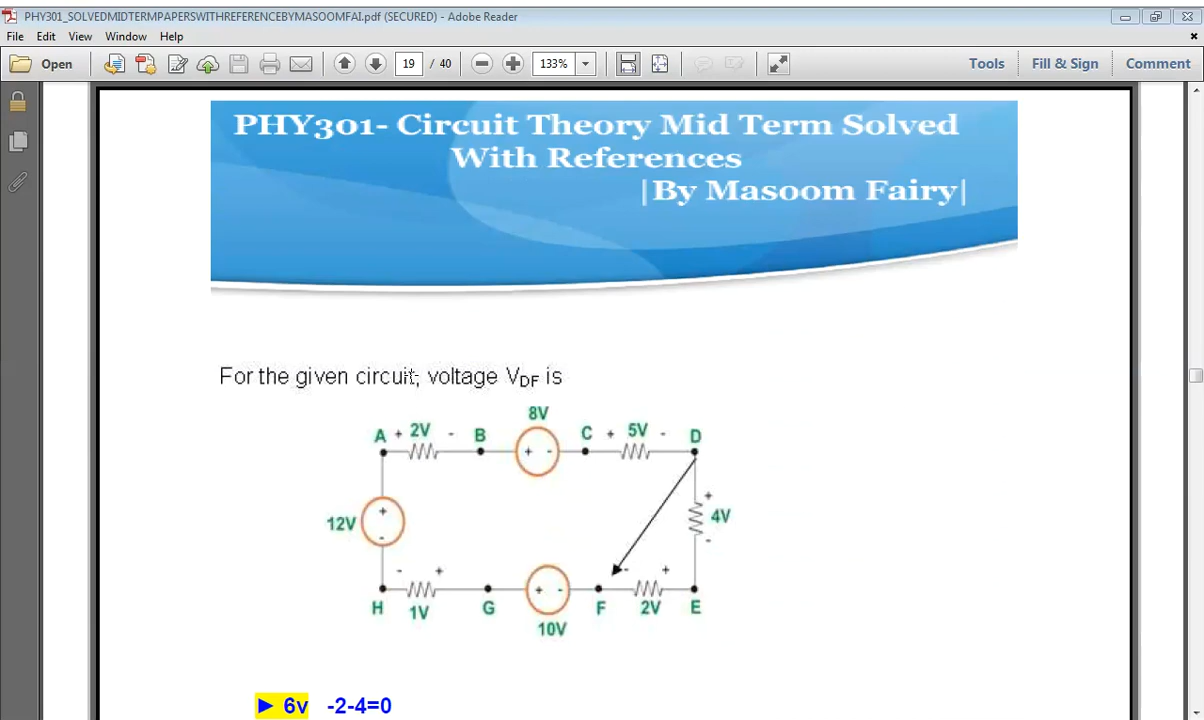 PHY301_SOLVEDMIDTERMPAPERSWITHREFERENCEBYMASOOMFAI.pdf (SECURED) - Adobe Reader
File Edit View Window Help
Open 19 / 40 133% Tools Fill & Sign Comment
PHY301- Circuit Theory Mid Term Solved
With References
|By Masoom Fairy|
For the given circuit, voltage VDF is
8V
A + 2V - B C + 5V - D
+ -
+
12V + - 4V
-
- + - +
+ -
H 1V G F 2V E
10V
► 6v -2-4=0